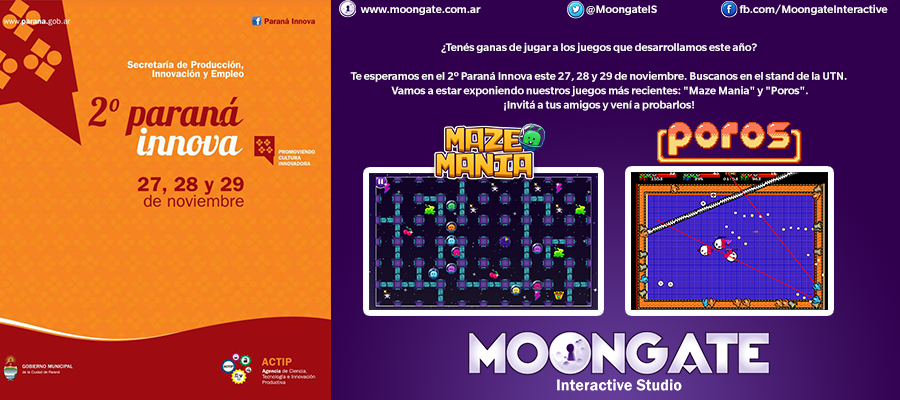 www.parana.gob.ar
Paraná Innova
Secretaría de Producción,
Innovación y Empleo
2º paraná
innova
PROMOVIENDO
CULTURA
INNOVADORA
27, 28 y 29
de noviembre
GOBIERNO MUNICIPAL
de la Ciudad de Paraná
ACTIP
Agencia de Ciencia,
Tecnología e Innovación
Productiva
www.moongate.com.ar
@MoongateIS
fb.com/MoongateInteractive
¿Tenés ganas de jugar a los juegos que desarrollamos este año?
Te esperamos en el 2º Paraná Innova este 27, 28 y 29 de noviembre. Buscanos en el stand de la UTN.
Vamos a estar exponiendo nuestros juegos más recientes: "Maze Mania" y "Poros".
¡Invitá a tus amigos y vení a probarlos!
MAZE
MANIA
POROS
MOONGATE
Interactive Studio